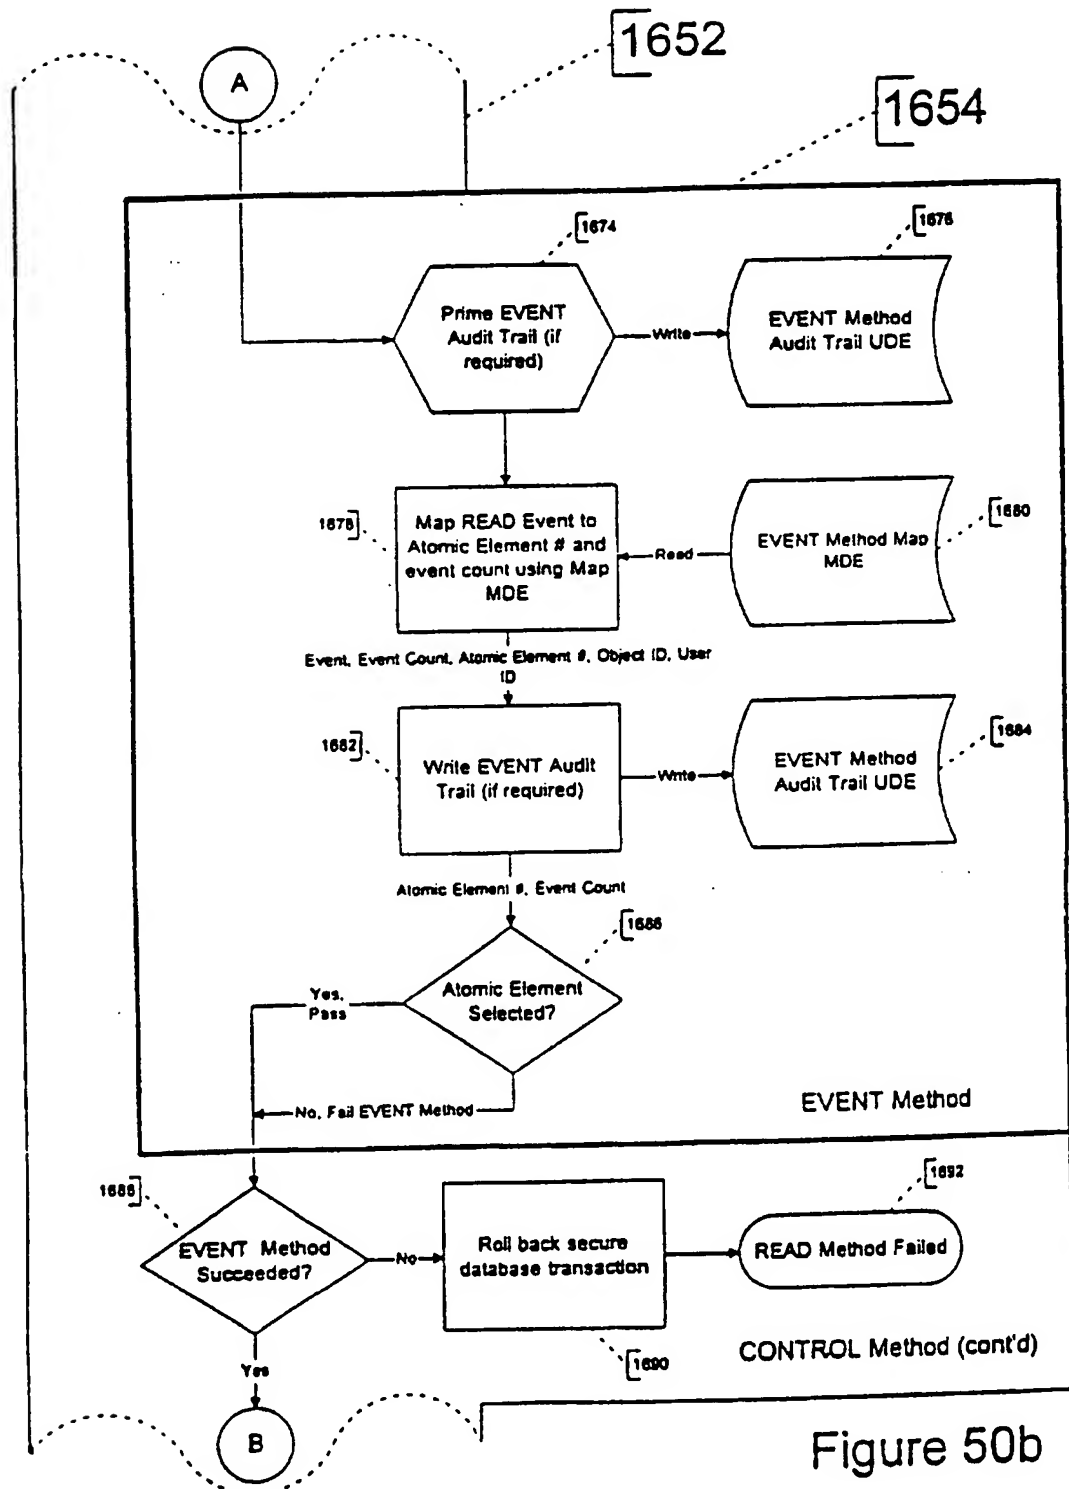 1652
A
1654
1674
1676
Prime EVENT
Audit Trail (if
required)
Write
EVENT Method
Audit Trail UDE
1678
Map READ Event to
Atomic Element # and
event count using Map
MDE
Read
EVENT Method Map
MDE
1680
Event, Event Count, Atomic Element #, Object ID, User
ID
1682
Write EVENT Audit
Trail (if required)
Write
EVENT Method
Audit Trail UDE
1684
Atomic Element #, Event Count
1686
Atomic Element
Selected?
Yes,
Pass
No, Fail EVENT Method
EVENT Method
1688
EVENT Method
Succeeded?
No
Roll back secure
database transaction
1692
READ Method Failed
1690
Yes
CONTROL Method (cont'd)
B
Figure 50b